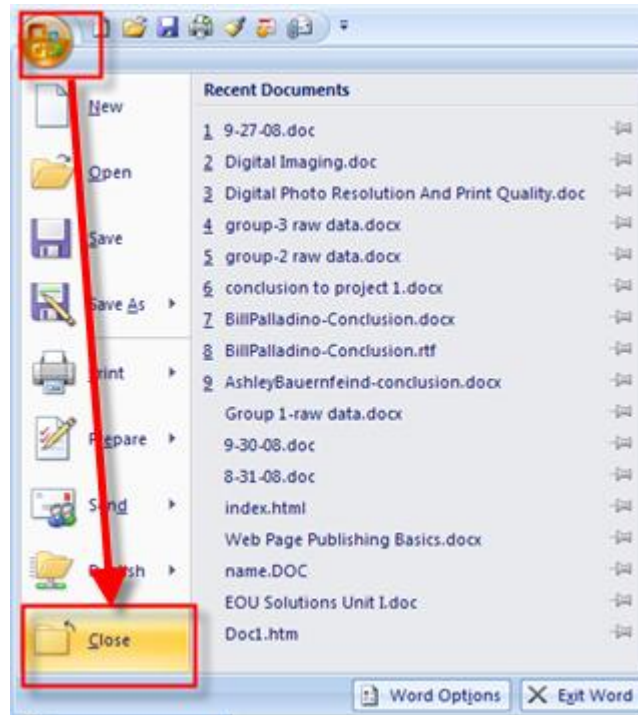 New
Open
Save
Save As
Print
Prepare
Send
Publish
Close
Recent Documents
1 9-27-08.doc
2 Digital Imaging.doc
3 Digital Photo Resolution And Print Quality.doc
4 group-3 raw data.docx
5 group-2 raw data.docx
6 conclusion to project 1.docx
7 BillPalladino-Conclusion.docx
8 BillPalladino-Conclusion.rtf
9 AshleyBauernfeind-conclusion.docx
Group 1-raw data.docx
9-30-08.doc
8-31-08.doc
index.html
Web Page Publishing Basics.docx
name.DOC
EOU Solutions Unit I.doc
Doc1.htm
Word Options
Exit Word